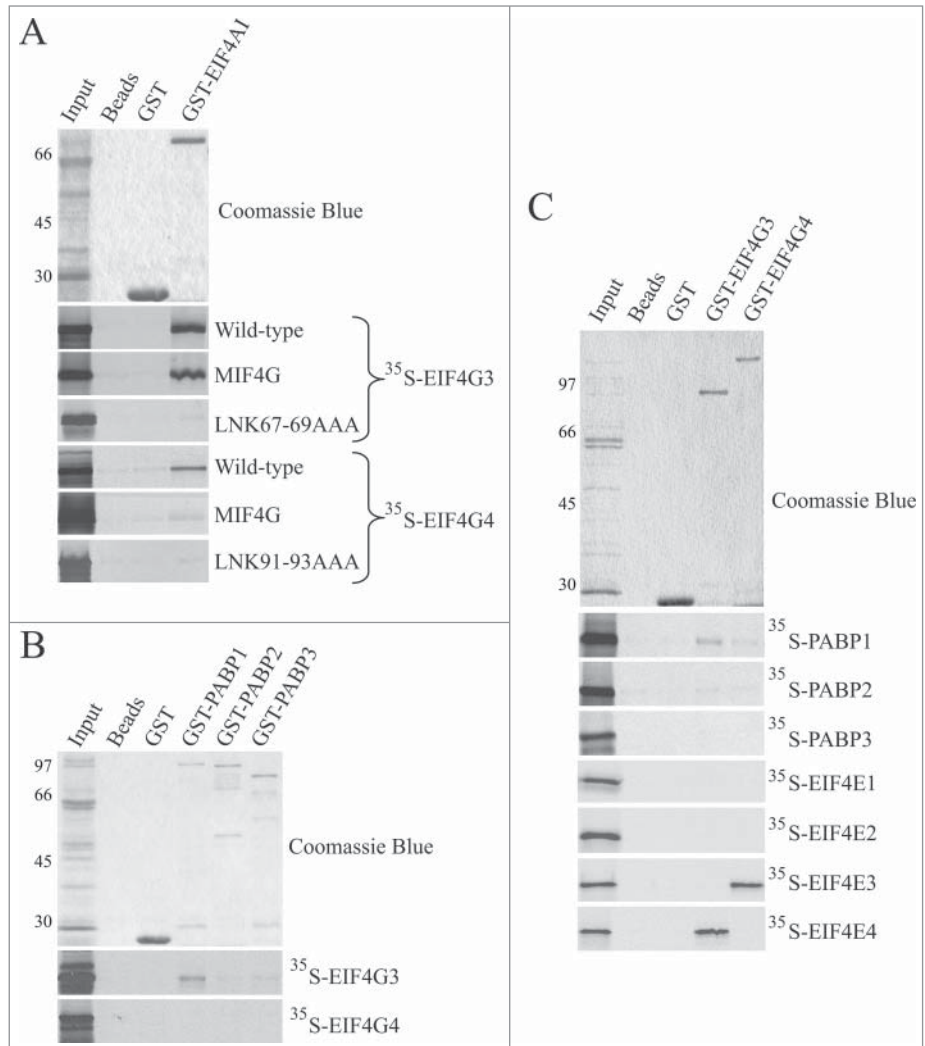 A
Input
Beads
GST
GST-EIF4AI
66
45
30
Coomassie Blue
Wild-type
MIF4G
LNK67-69AAA
35S-EIF4G3
Wild-type
MIF4G
LNK91-93AAA
35S-EIF4G4
B
Input
Beads
GST
GST-PABP1
GST-PABP2
GST-PABP3
97
66
45
30
Coomassie Blue
35S-EIF4G3
35S-EIF4G4
C
Input
Beads
GST
GST-EIF4G3
GST-EIF4G4
97
66
45
30
Coomassie Blue
35S-PABP1
35S-PABP2
35S-PABP3
35S-EIF4E1
35S-EIF4E2
35S-EIF4E3
35S-EIF4E4